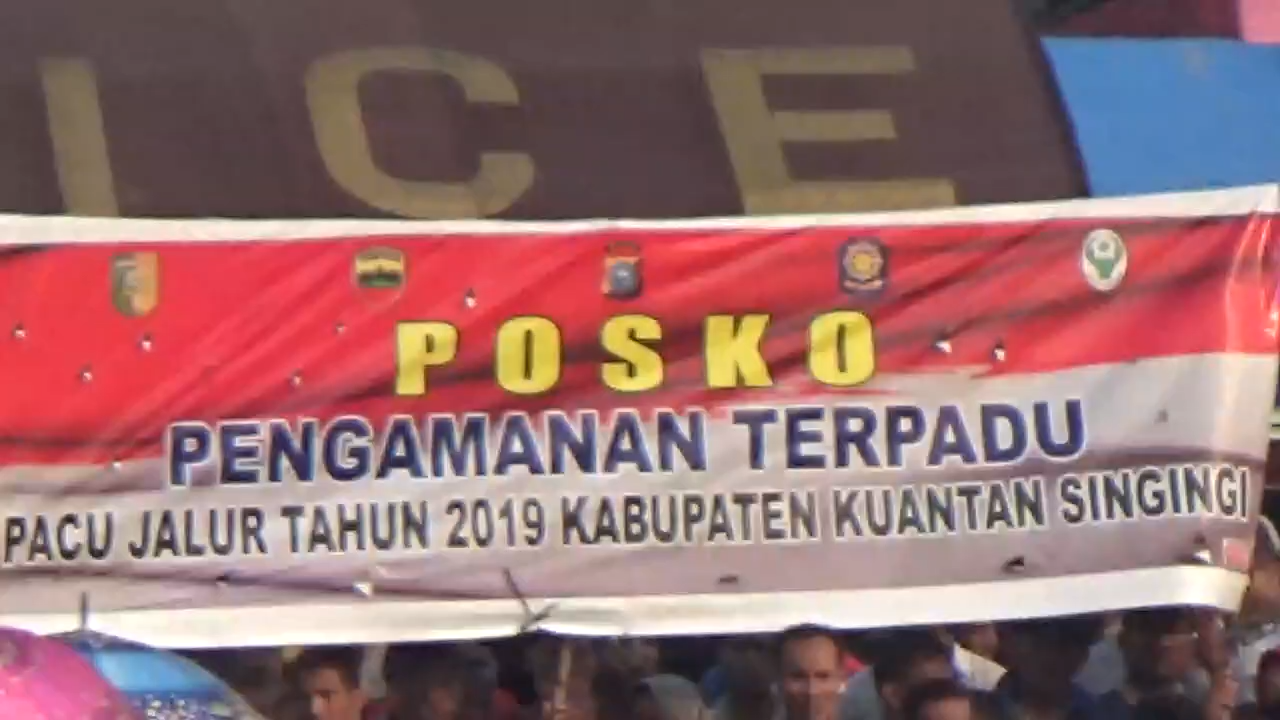 ICE
POSKO
PENGAMANAN TERPADU
PACU JALUR TAHUN 2019 KABUPATEN KUANTAN SINGINGI